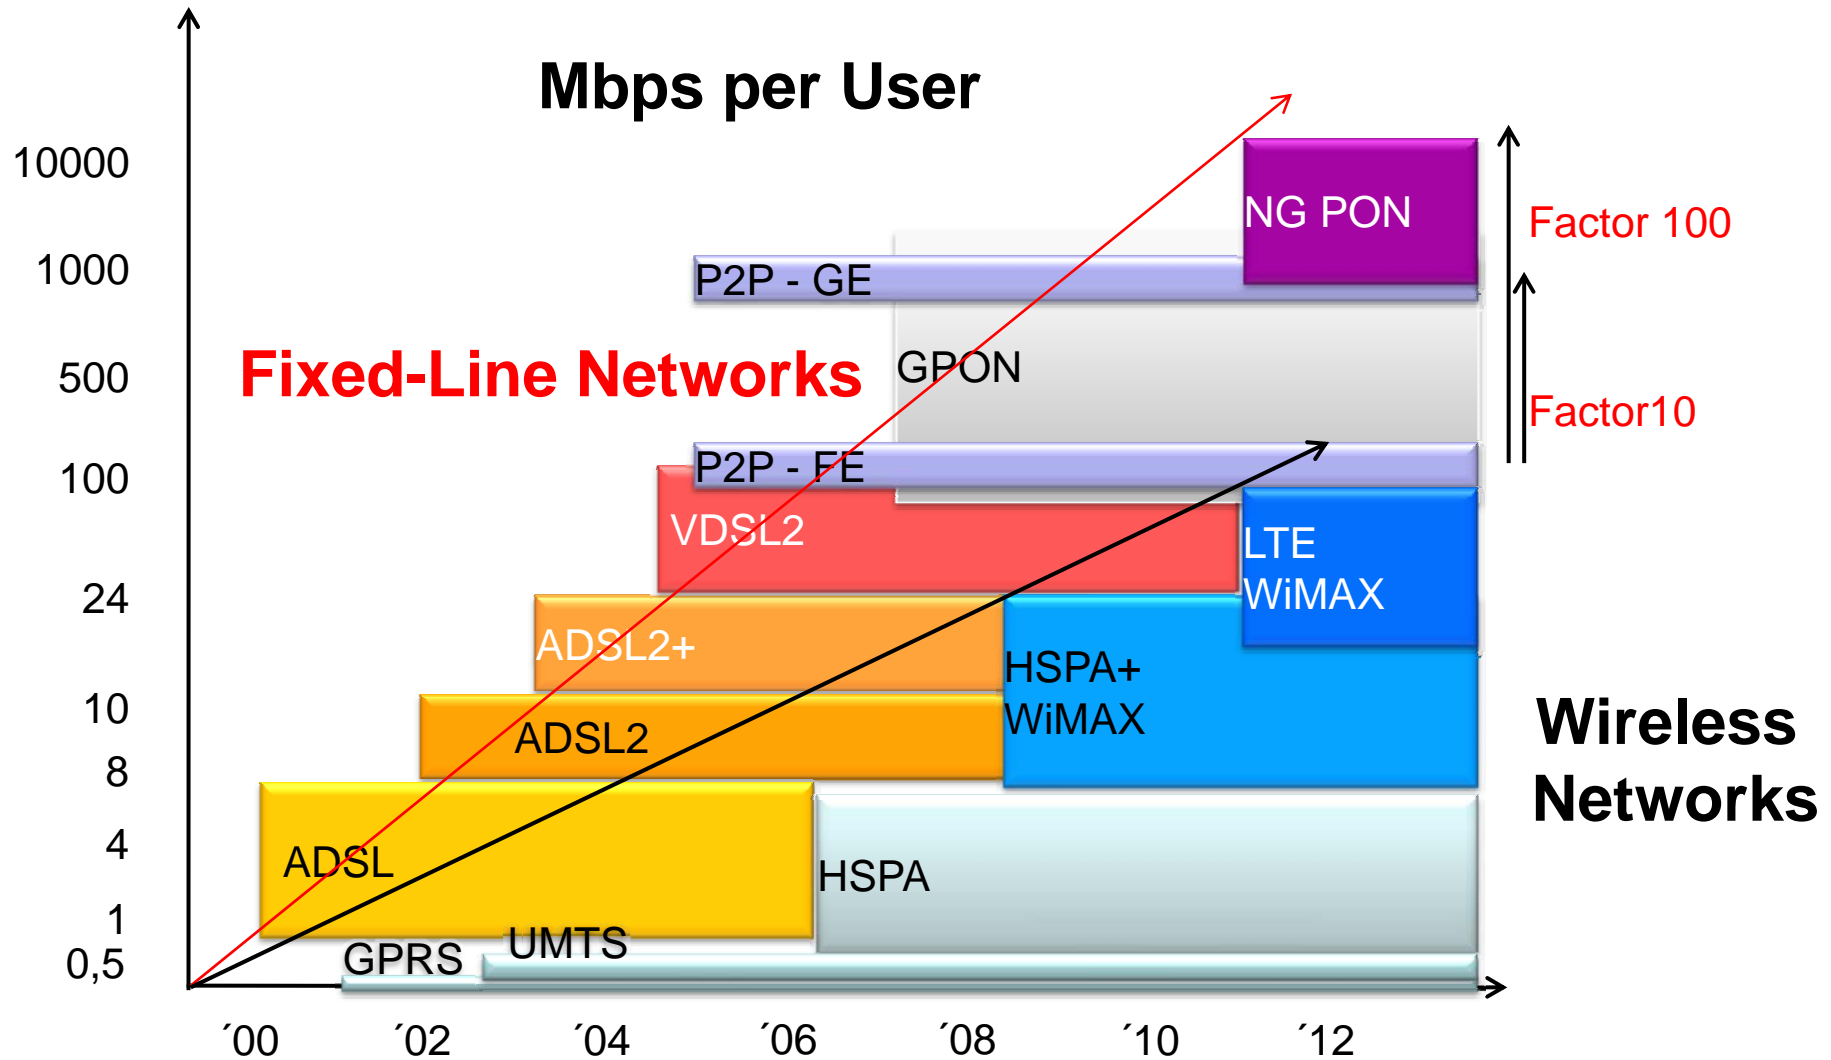 Mbps per User
10000
NG PON
Factor 100
1000
P2P - GE
Fixed-Line Networks
500
GPON
Factor10
100
P2P - FE
VDSL2
LTE
WiMAX
24
ADSL2+
HSPA+
WiMAX
10
ADSL2
Wireless
Networks
8
4
ADSL
HSPA
1
UMTS
GPRS
0,5
´00 ´02 ´04 ´06 ´08 ´10 ´12